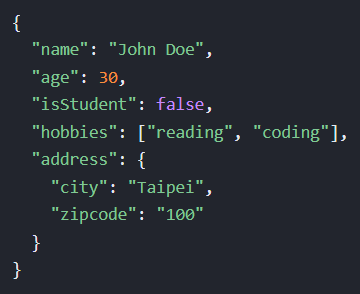 {
  "name": "John Doe",
  "age": 30,
  "isStudent": false,
  "hobbies": ["reading", "coding"],
  "address": {
    "city": "Taipei",
    "zipcode": "100"
  }
}